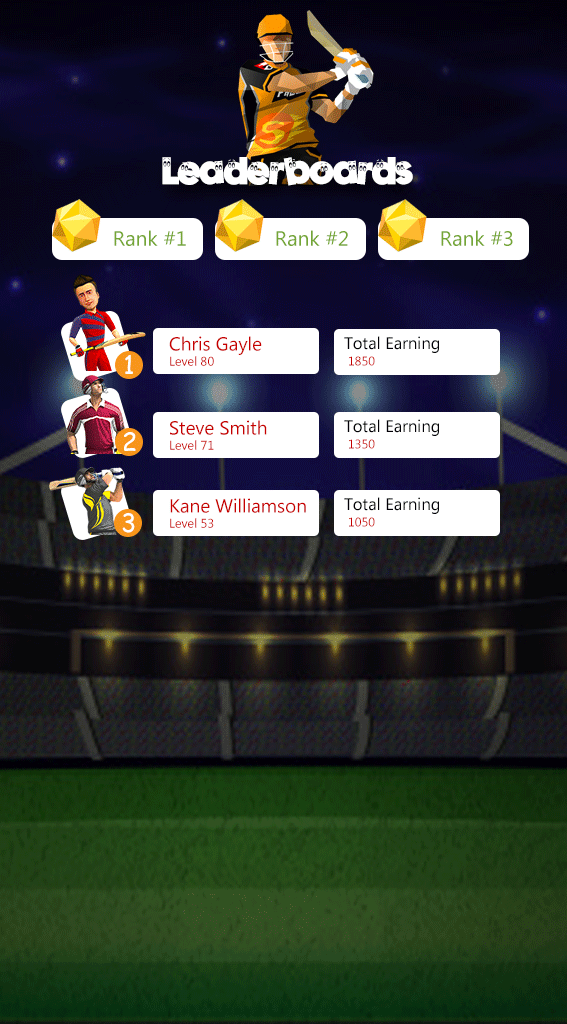 Leaderboards
Rank #1
Rank #2
Rank #3
Chris Gayle
Level 80
Total Earning
1850
1
Steve Smith
Level 71
Total Earning
1350
2
Kane Williamson
Level 53
Total Earning
1050
3